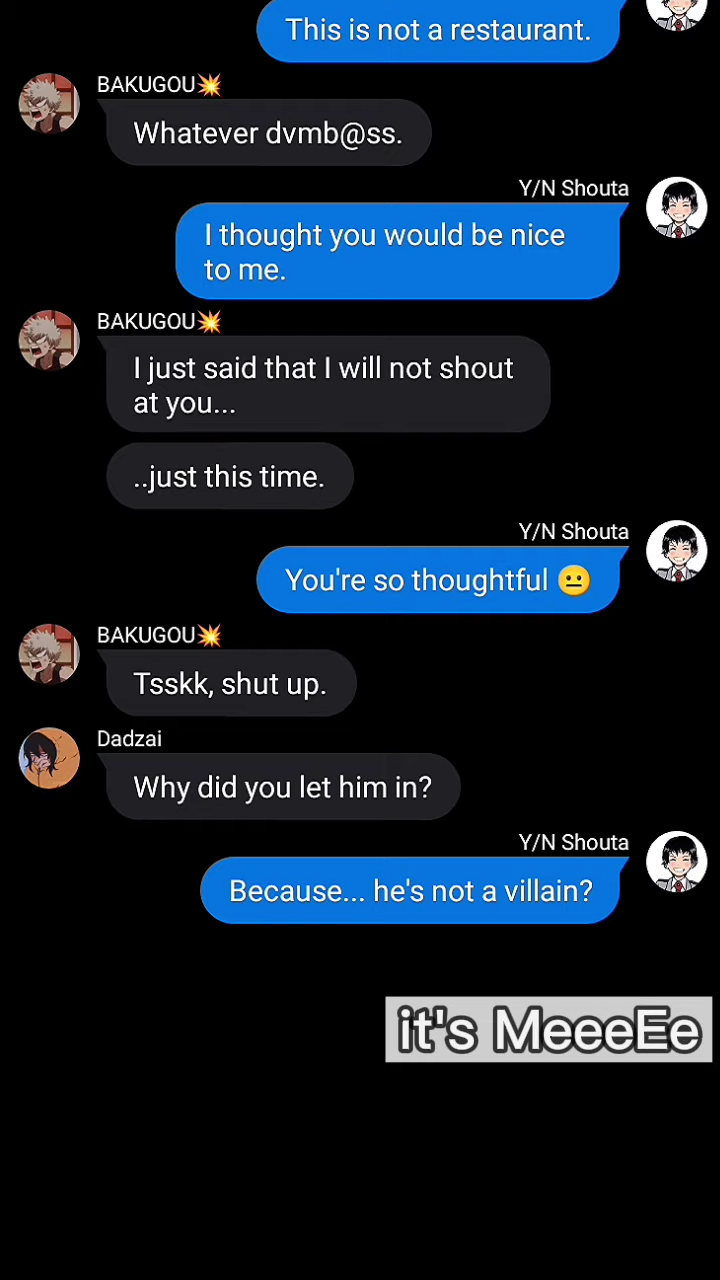 This is not a restaurant.
BAKUGOU💥
Whatever dvmb@ss.
Y/N Shouta
I thought you would be nice
to me.
BAKUGOU💥
I just said that I will not shout
at you...
..just this time.
Y/N Shouta
You're so thoughtful 😐
BAKUGOU💥
Tsskk, shut up.
Dadzai
Why did you let him in?
Y/N Shouta
Because... he's not a villain?
it's MeeeEe